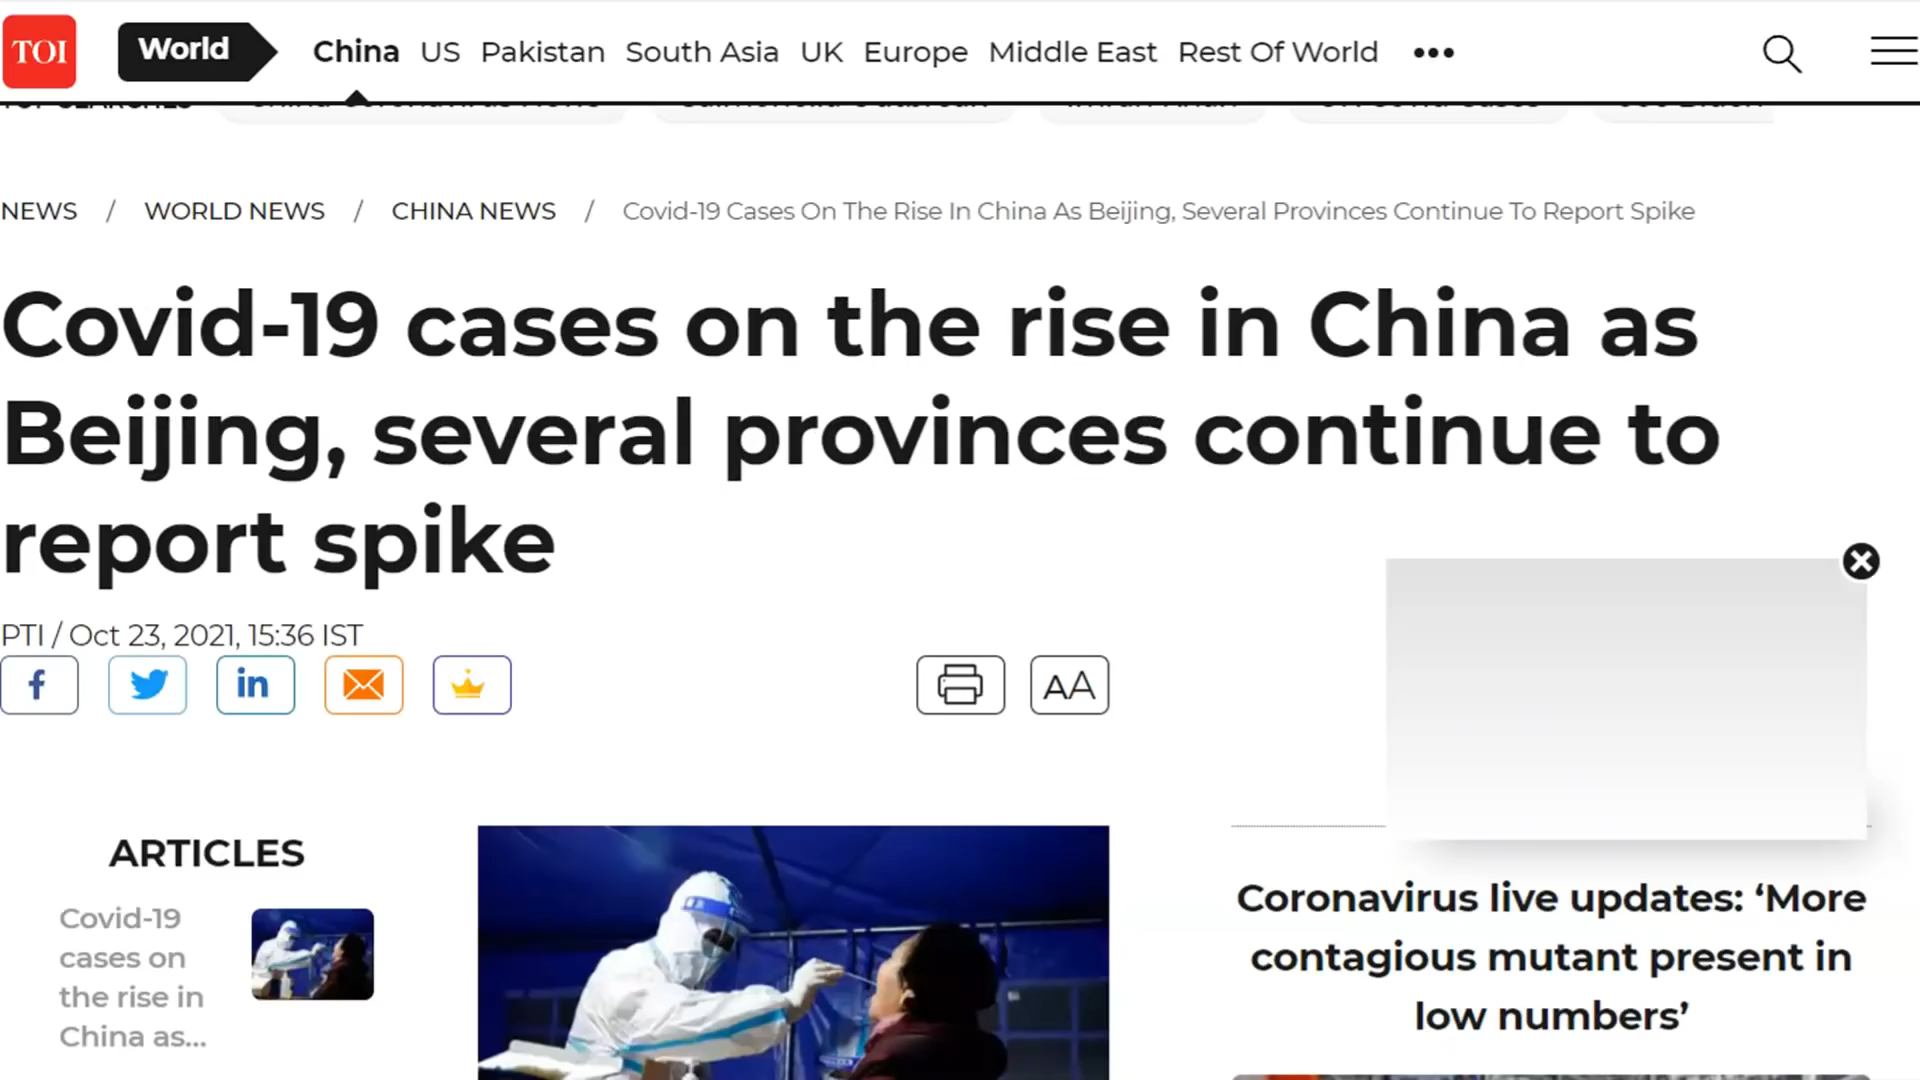 TOI
World
China US Pakistan South Asia UK Europe Middle East Rest Of World •••
NEWS / WORLD NEWS / CHINA NEWS / Covid-19 Cases On The Rise In China As Beijing, Several Provinces Continue To Report Spike
Covid-19 cases on the rise in China as
Beijing, several provinces continue to
report spike
PTI / Oct 23, 2021, 15:36 IST
f
in
AA
ARTICLES
Covid-19
cases on
the rise in
China as...
Coronavirus live updates: ‘More
contagious mutant present in
low numbers’